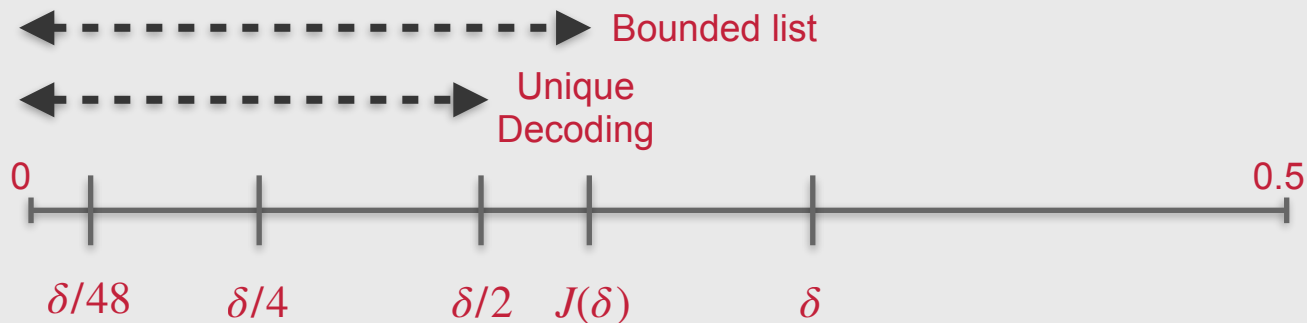 Bounded list
Unique
Decoding
0 0.5
δ/48 δ/4 δ/2 J(δ) δ